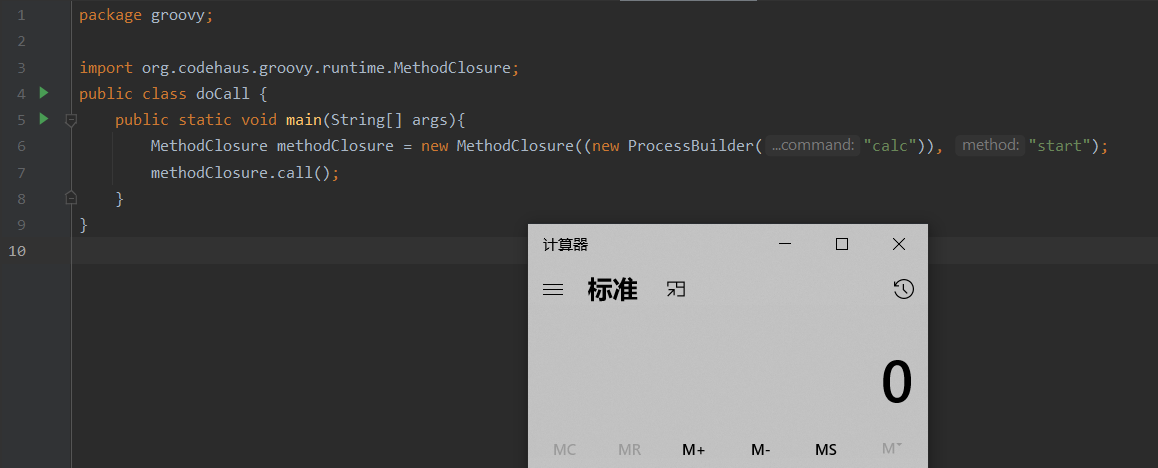 1 package groovy;
2
3 import org.codehaus.groovy.runtime.MethodClosure;
4 public class doCall {
5 public static void main(String[] args){
6 MethodClosure methodClosure = new MethodClosure((new ProcessBuilder( ...command: "calc")), method: "start");
7 methodClosure.call();
8 }
9 }
10
计算器
标准
0
MC MR M+ M- MS M˅